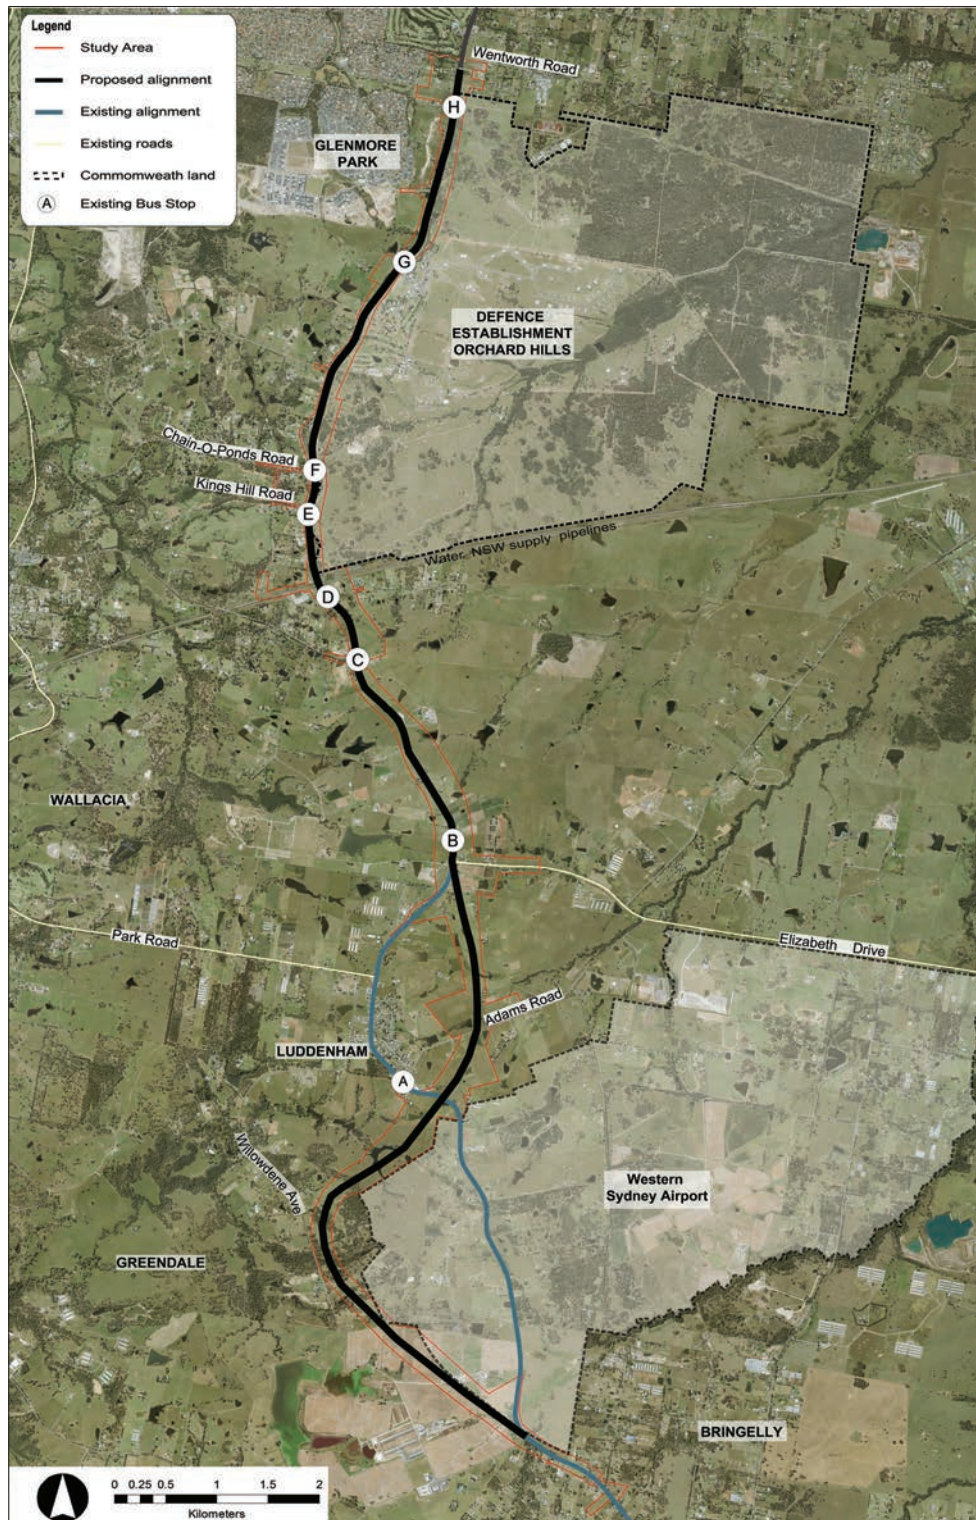 Legend
Study Area
Proposed alignment
Existing alignment
Existing roads
Commomweath land
A Existing Bus Stop
Wentworth Road
H
GLENMORE
PARK
G
DEFENCE
ESTABLISHMENT
ORCHARD HILLS
Chain-O-Ponds Road
F
Kings Hill Road
E
Water NSW supply pipelines
D
C
WALLACIA
B
Park Road
Elizabeth Drive
Adams Road
LUDDENHAM
A
Willowdene Ave
Western
Sydney Airport
GREENDALE
BRINGELLY
0 0.25 0.5 1 1.5 2
Kilometers